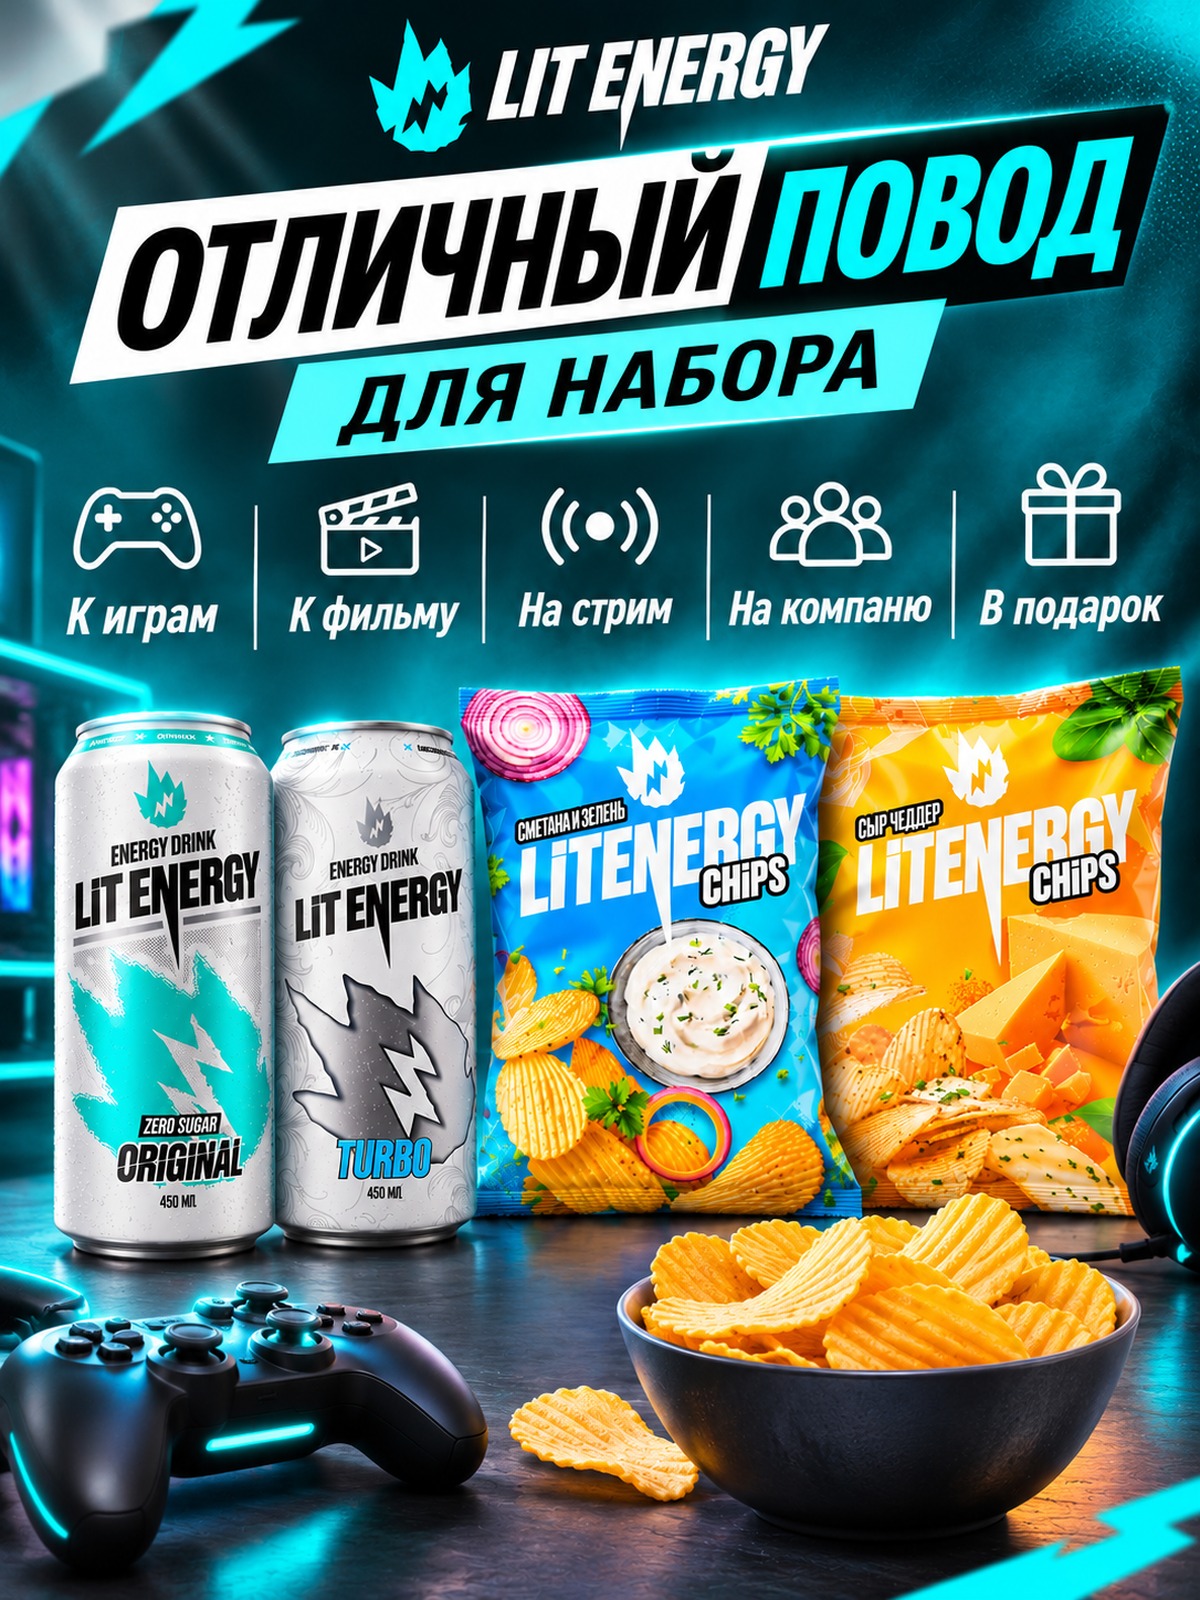 LIT ENERGY
ОТЛИЧНЫЙ ПОВОД
ДЛЯ НАБОРА
К играм
К фильму
На стрим
На компаню
В подарок
ENERGY DRINK
LiT ENERGY
ZERO SUGAR
ORIGINAL
450 МЛ
ENERGY DRINK
LiT ENERGY
TURBO
450 МЛ
СМЕТАНА И ЗЕЛЕНЬ
LiTENERGY
CHiPS
СЫР ЧЕДДЕР
LiTENERGY
CHiPS